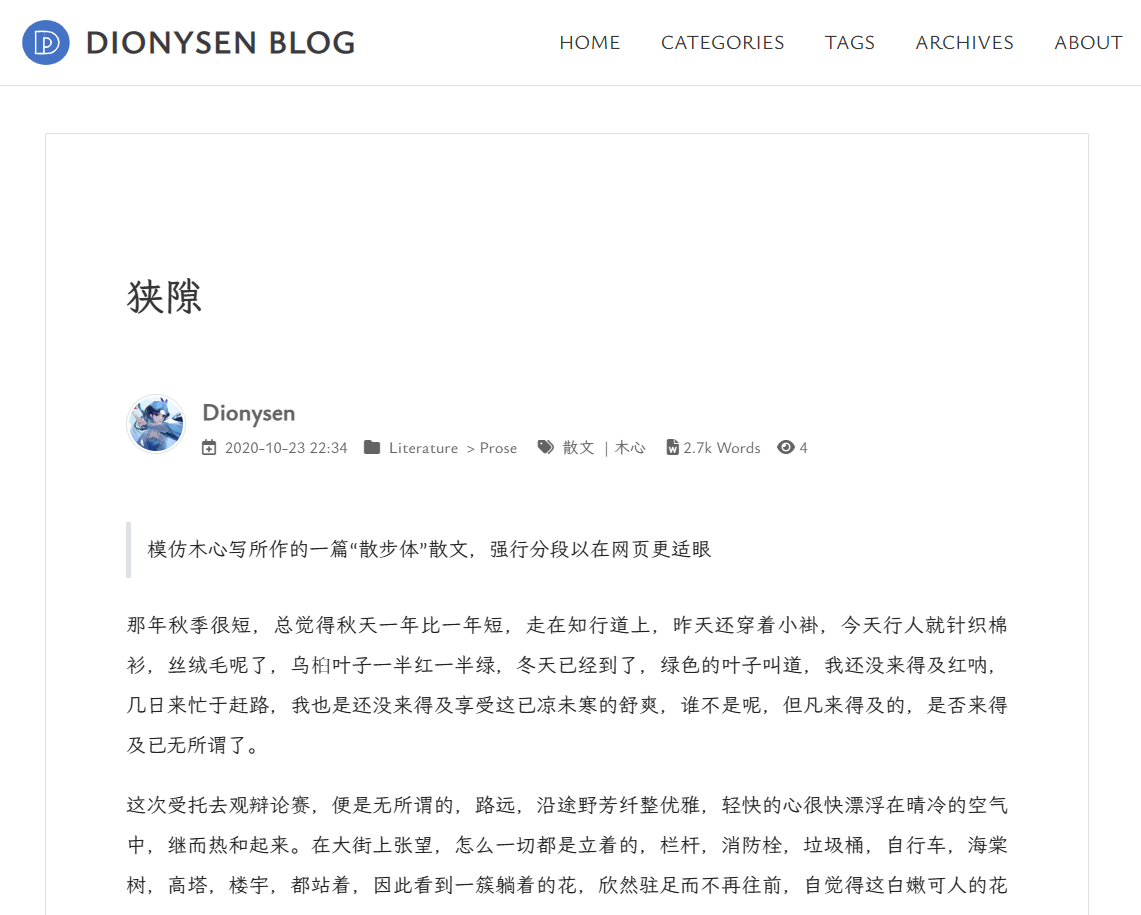 DIONYSEN BLOG
HOME CATEGORIES TAGS ARCHIVES ABOUT
狭隙
Dionysen
2020-10-23 22:34 Literature > Prose 散文 | 木心 2.7k Words 4
模仿木心写所作的一篇“散步体”散文，强行分段以在网页更适眼
那年秋季很短，总觉得秋天一年比一年短，走在知行道上，昨天还穿着小褂，今天行人就针织棉
衫，丝绒毛呢了，乌桕叶子一半红一半绿，冬天已经到了，绿色的叶子叫道，我还没来得及红呐，
几日来忙于赶路，我也是还没来得及享受这已凉未寒的舒爽，谁不是呢，但凡来得及的，是否来得
及已无所谓了。
这次受托去观辩论赛，便是无所谓的，路远，沿途野芳纤整优雅，轻快的心很快漂浮在晴冷的空气
中，继而热和起来。在大街上张望，怎么一切都是立着的，栏杆，消防栓，垃圾桶，自行车，海棠
树，高塔，楼宇，都站着，因此看到一簇躺着的花，欣然驻足而不再往前，自觉得这白嫩可人的花